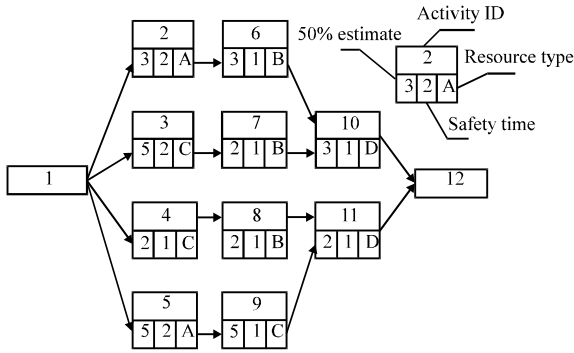 Activity ID
2
6
50% estimate
3 2 A
3 1 B
2
Resource type
3 2 A
3
7
10
Safety time
5 2 C
2 1 B
3 1 D
1
12
4
8
11
2 1 C
2 1 B
2 1 D
5
9
5 2 A
5 1 C